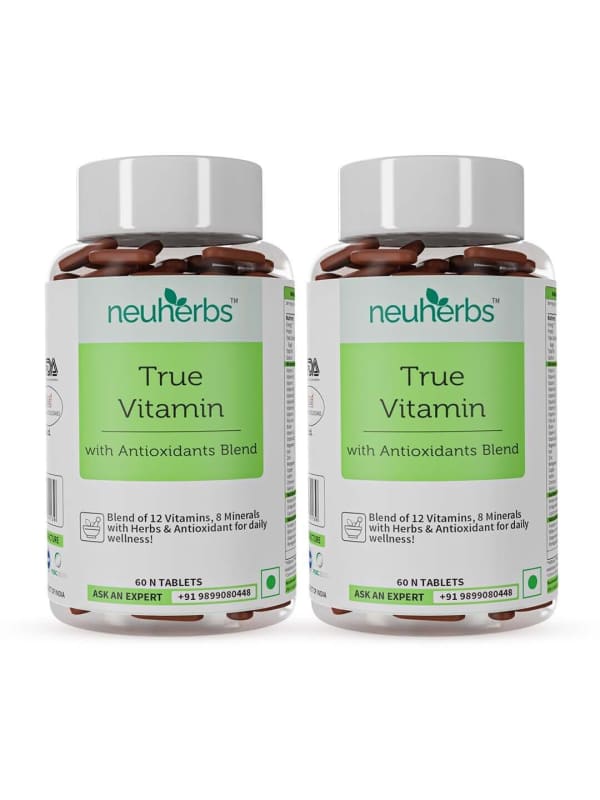 neuherbs™
True
Vitamin
with Antioxidants Blend
Blend of 12 Vitamins, 8 Minerals
with Herbs & Antioxidant for daily
wellness!
60 N TABLETS
ASK AN EXPERT +91 9899080448
neuherbs™
True
Vitamin
with Antioxidants Blend
Blend of 12 Vitamins, 8 Minerals
with Herbs & Antioxidant for daily
wellness!
60 N TABLETS
ASK AN EXPERT +91 9899080448